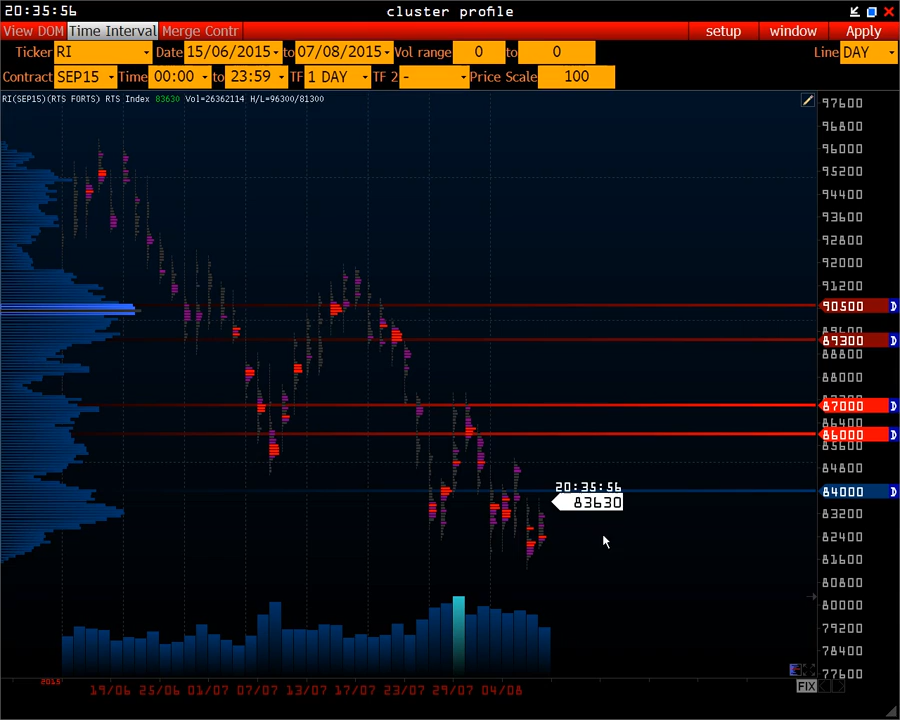 20:35:56 cluster profile
View DOM Time Interval Merge Contr setup window Apply
Ticker RI Date 15/06/2015 to 07/08/2015 Vol range 0 to 0 Line DAY
Contract SEP15 Time 00:00 to 23:59 TF 1 DAY TF 2 - Price Scale 100
RI(SEP15)(RTS FORTS) RTS Index 83630 Vol=26362114 H/L=96300/81300
97600
96800
96000
95200
94400
93600
92800
92000
91200
90500 D
89600
89300 D
88800
88000
87000 D
86400
86000 D
85600
84800
20:35:56
84000 D
83630
83200
82400
81600
80800
80000
79200
78400
77600
2015
FIX
19/06 25/06 01/07 07/07 13/07 17/07 23/07 29/07 04/08